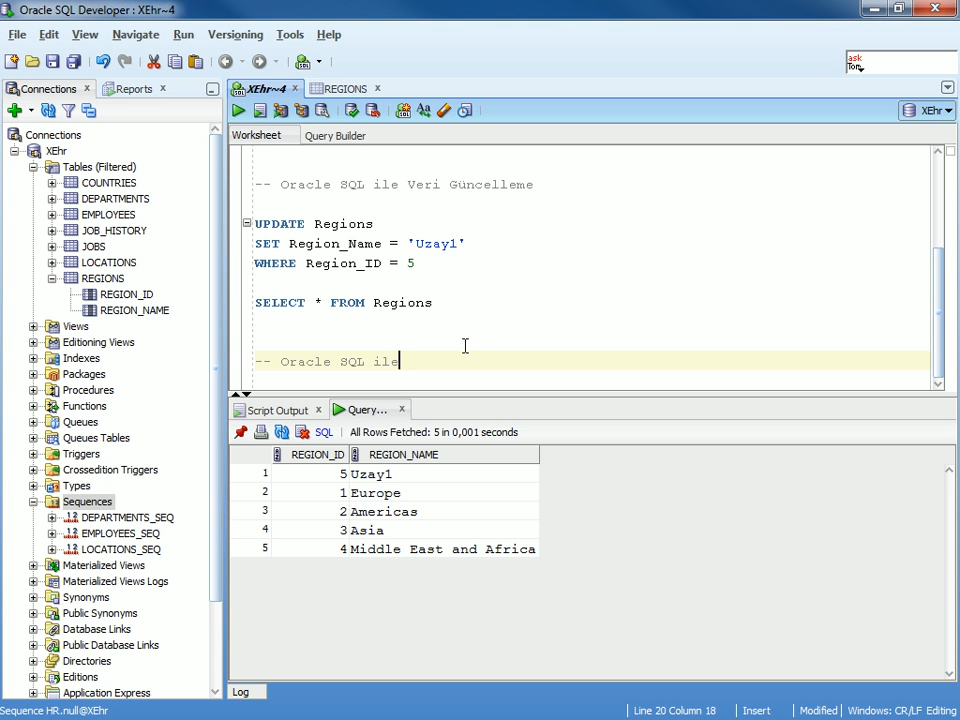 Oracle SQL Developer : XEhr~4
File Edit View Navigate Run Versioning Tools Help
ask
Tom
Connections Reports
XEhr~4 REGIONS
XEhr
Worksheet Query Builder
Connections
XEhr
Tables (Filtered)
COUNTRIES
DEPARTMENTS
EMPLOYEES
JOB_HISTORY
JOBS
LOCATIONS
REGIONS
REGION_ID
REGION_NAME
Views
Editioning Views
Indexes
Packages
Procedures
Functions
Queues
Queues Tables
Triggers
Crossedition Triggers
Types
Sequences
DEPARTMENTS_SEQ
EMPLOYEES_SEQ
LOCATIONS_SEQ
Materialized Views
Materialized Views Logs
Synonyms
Public Synonyms
Database Links
Public Database Links
Directories
Editions
Application Express
-- Oracle SQL ile Veri Güncelleme
UPDATE Regions
SET Region_Name = 'Uzay1'
WHERE Region_ID = 5
SELECT * FROM Regions
-- Oracle SQL ile
Script Output Query...
SQL | All Rows Fetched: 5 in 0,001 seconds
REGION_ID REGION_NAME
1 5 Uzay1
2 1 Europe
3 2 Americas
4 3 Asia
5 4 Middle East and Africa
Log
Sequence HR.null@XEhr Line 20 Column 18 Insert Modified Windows: CR/LF Editing